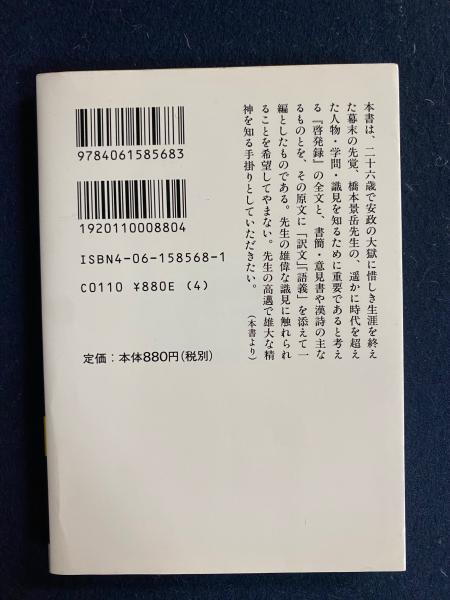 本書は、二十六歳で安政の大獄に惜しき生涯を終え
た幕末の先覚、橋本景岳先生の、遥かに時代を超え
た人物・学問・識見を知るために重要であると考え
る『啓発録』の全文と、書簡・意見書や漢詩の主な
るものとを、その原文に「訳文」「語義」を添えて一
編としたものである。先生の雄偉な識見に触れられ
ることを希望してやまない。先生の高邁で雄大な精
神を知る手掛りとしていただきたい。
(本書より)
9784061585683
1920110008804
ISBN4-06-158568-1
C0110 ¥880E (4)
定価：本体880円(税別)